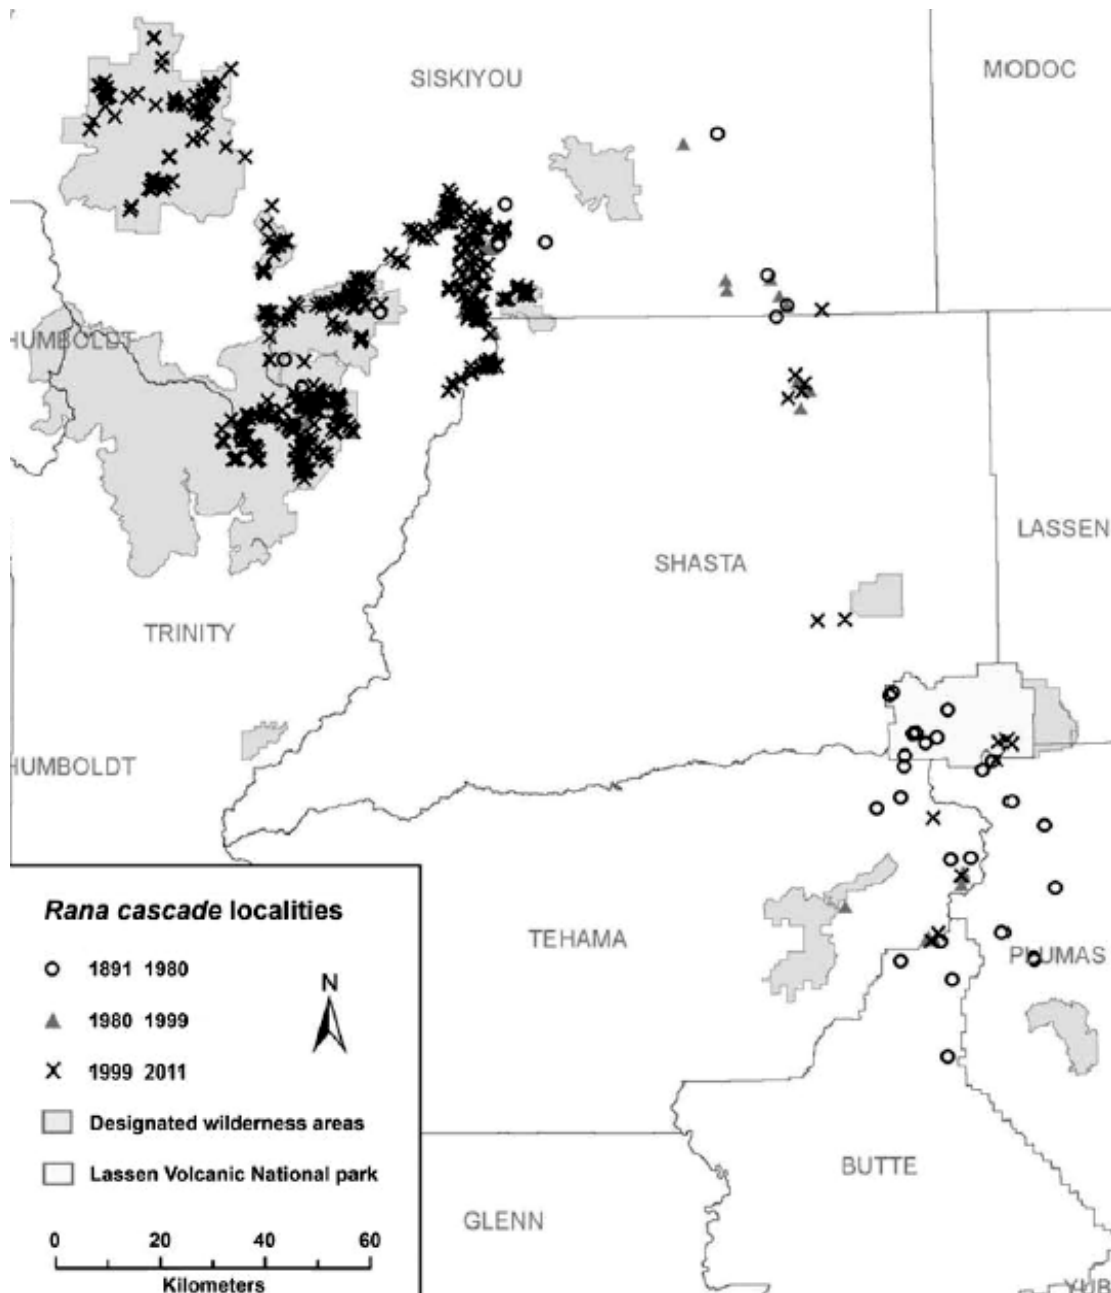 SISKIYOU
MODOC
HUMBOLDT
LASSEN
SHASTA
TRINITY
HUMBOLDT
Rana cascade localities
1891 1980
1980 1999
1999 2011
Designated wilderness areas
Lassen Volcanic National park
N
0 20 40 60
Kilometers
TEHAMA
PLUMAS
BUTTE
GLENN
YUB